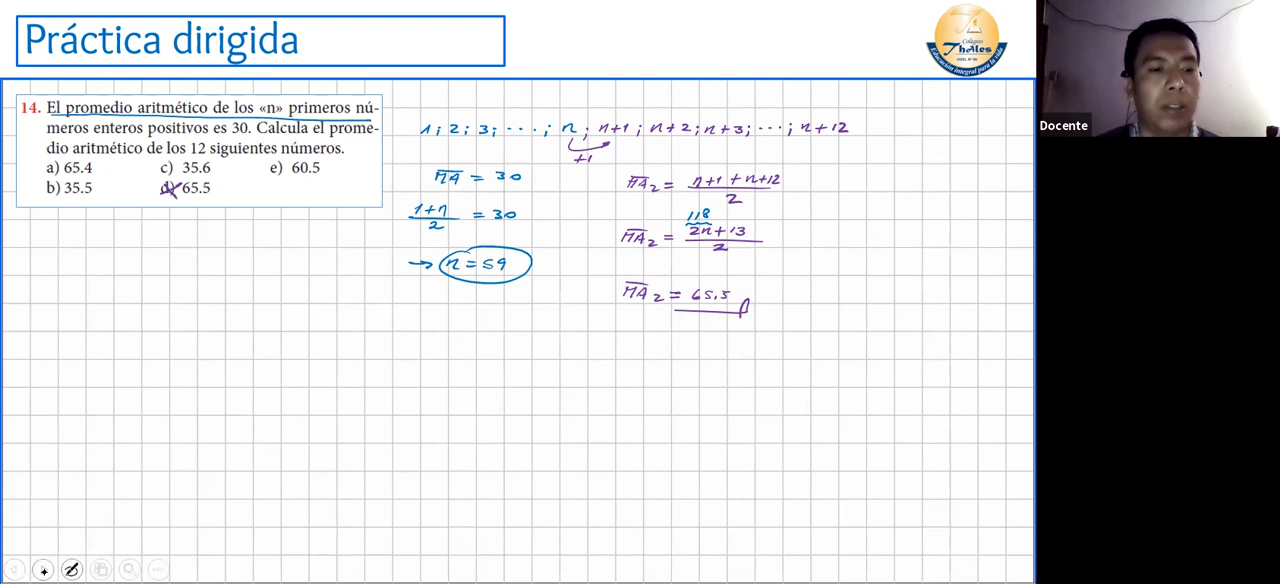 Práctica dirigida
Colegios
Thales
UGEL N° 06
Educación integral para la vida
Docente
14. El promedio aritmético de los «n» primeros nú-
meros enteros positivos es 30. Calcula el prome-
dio aritmético de los 12 siguientes números.
a) 65.4 c) 35.6 e) 60.5
b) 35.5 d) 65.5
1; 2; 3; ...; n; n+1; n+2; n+3; ...; n+12
+1
MA = 30
1+n / 2 = 30
→ n = 59
MA2 = n+1 + n+12 / 2
118
MA2 = 2n+13 / 2
MA2 = 65.5